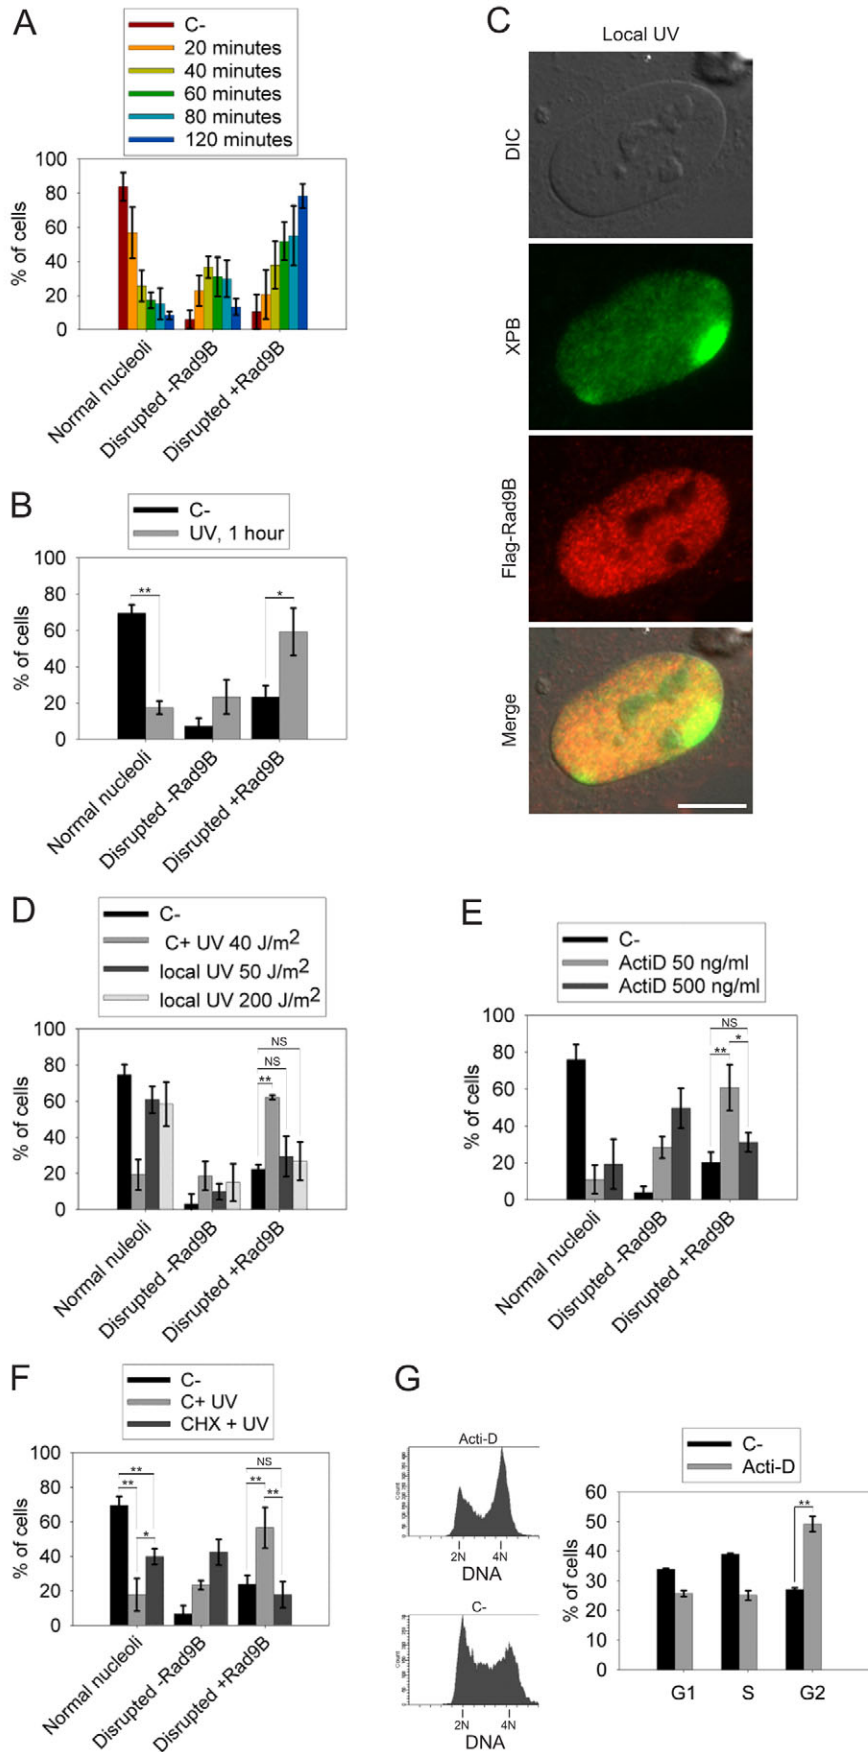 A
C-
20 minutes
40 minutes
60 minutes
80 minutes
120 minutes
100
80
60
40
20
0
% of cells
Normal nucleoli
Disrupted -Rad9B
Disrupted +Rad9B
B
C-
UV, 1 hour
100
80
60
40
20
0
% of cells
**
*
Normal nucleoli
Disrupted -Rad9B
Disrupted +Rad9B
C
Local UV
DIC
XPB
Flag-Rad9B
Merge
D
C-
C+ UV 40 J/m2
local UV 50 J/m2
local UV 200 J/m2
100
80
60
40
20
0
% of cells
NS
NS
**
Normal nuleoli
Disrupted -Rad9B
Disrupted +Rad9B
E
C-
ActiD 50 ng/ml
ActiD 500 ng/ml
100
80
60
40
20
0
% of cells
NS
**
*
Normal nucleoli
Disrupted -Rad9B
Disrupted +Rad9B
F
C-
C+ UV
CHX + UV
100
80
60
40
20
0
% of cells
**
**
*
NS
**
**
Normal nucleoli
Disrupted -Rad9B
Disrupted +Rad9B
G
Acti-D
Count
2N
4N
DNA
C-
Count
2N
4N
DNA
C-
Acti-D
60
50
40
30
20
10
0
% of cells
**
G1
S
G2